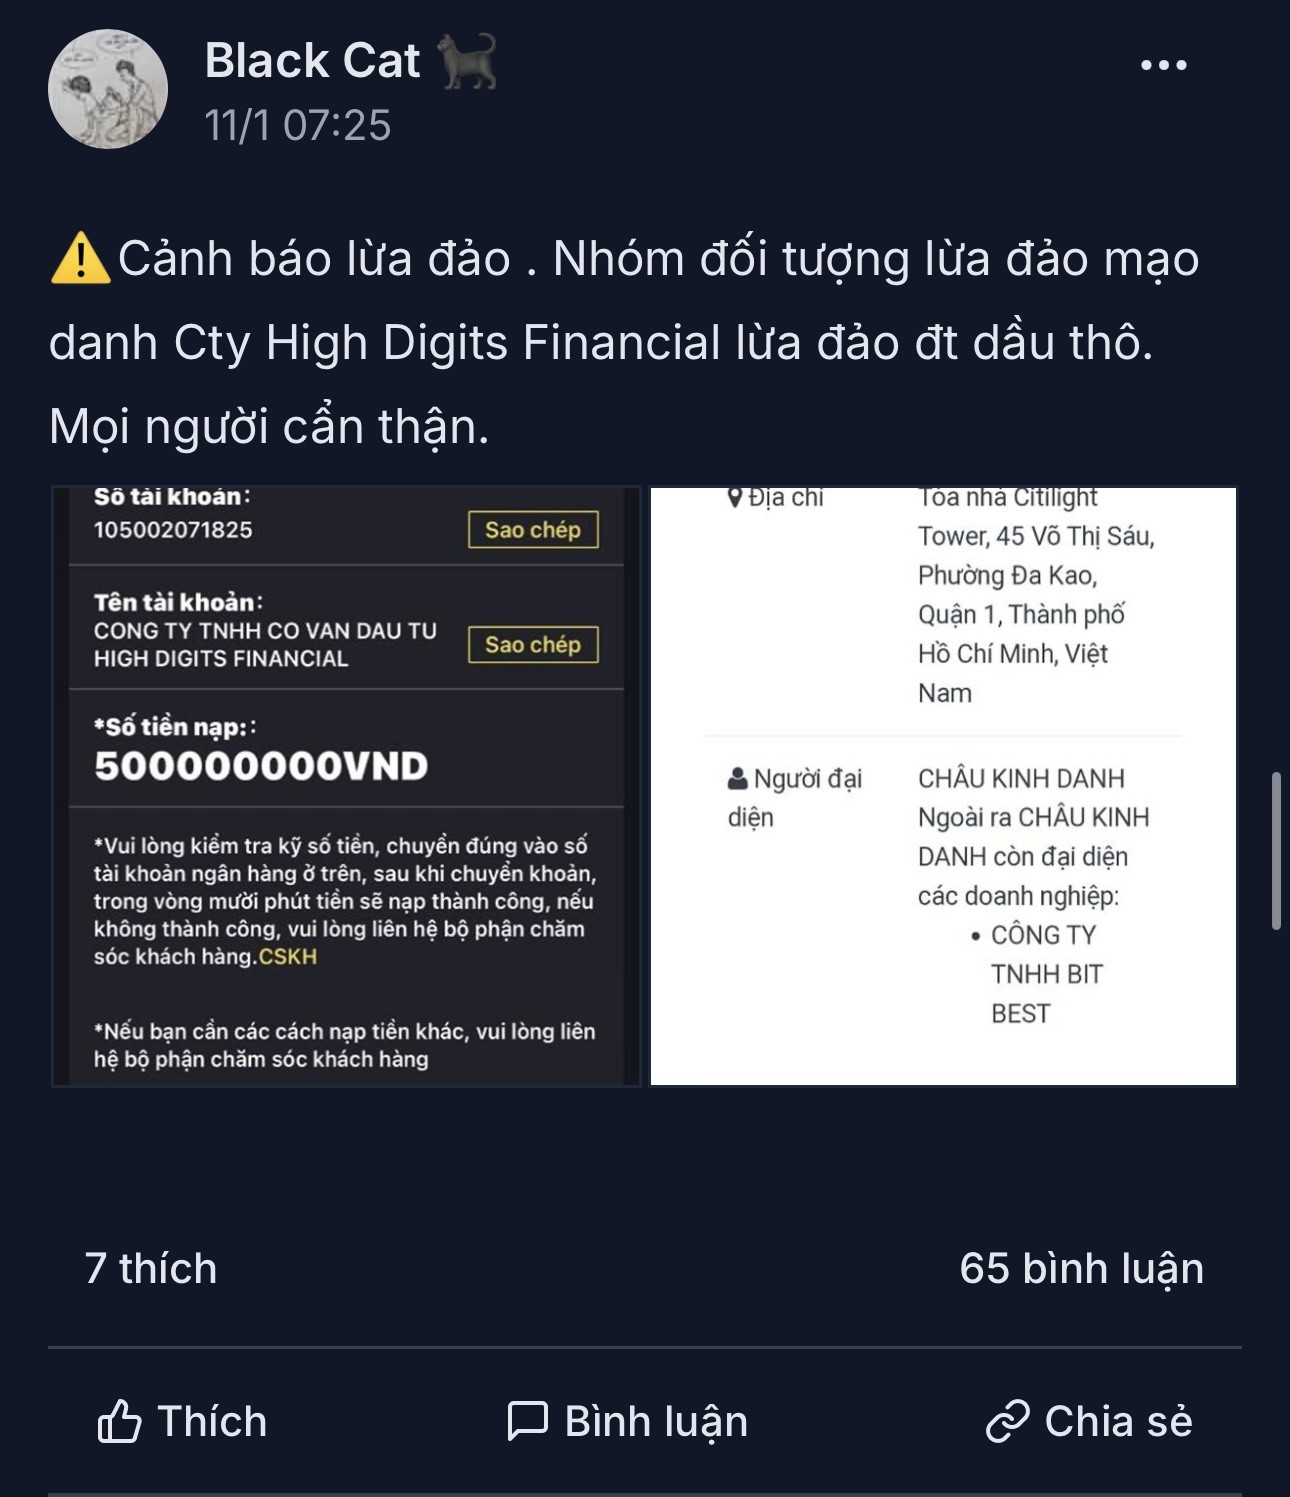 Black Cat 🐈‍⬛
11/1 07:25
⚠️Cảnh báo lừa đảo . Nhóm đối tượng lừa đảo mạo
danh Cty High Digits Financial lừa đảo đt dầu thô.
Mọi người cẩn thận.
Số tài khoản:
105002071825
Sao chép
Tên tài khoản:
CONG TY TNHH CO VAN DAU TU
HIGH DIGITS FINANCIAL
Sao chép
*Số tiền nạp::
500000000VND
*Vui lòng kiểm tra kỹ số tiền, chuyển đúng vào số
tài khoản ngân hàng ở trên, sau khi chuyển khoản,
trong vòng mười phút tiền sẽ nạp thành công, nếu
không thành công, vui lòng liên hệ bộ phận chăm
sóc khách hàng.CSKH
*Nếu bạn cần các cách nạp tiền khác, vui lòng liên
hệ bộ phận chăm sóc khách hàng
Địa chỉ
Tòa nhà Citilight
Tower, 45 Võ Thị Sáu,
Phường Đa Kao,
Quận 1, Thành phố
Hồ Chí Minh, Việt
Nam
Người đại
diện
CHÂU KINH DANH
Ngoài ra CHÂU KINH
DANH còn đại diện
các doanh nghiệp:
• CÔNG TY
TNHH BIT
BEST
7 thích
65 bình luận
Thích
Bình luận
Chia sẻ